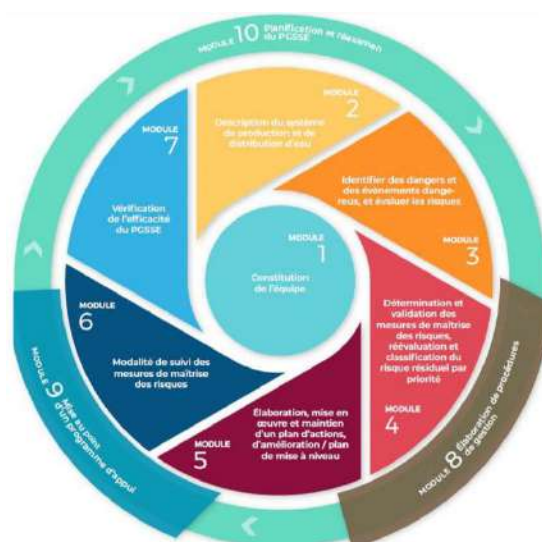 MODULE 10 Planification et réexamen
du PGSSE
MODULE
2
Description du système
de production et de
distribution d'eau
Identifier des dangers et
des évènements dange-
reus, et évaluer les risques
MODULE
3
MODULE
7
Vérification
de l'efficacité
du PGSSE
MODULE
1
Constitution
de l'équipe
Détermination et
validation des
mesures de maîtrise
des risques,
réévaluation et
classification du
risque résiduel par
priorité
MODULE
4
MODULE
6
Modalité de suivi des
mesures de maîtrise
des risques
Élaboration, mise en
œuvre et maintien
d'un plan d'actions,
d'amélioration / plan
de mise à niveau
MODULE
5
MODULE 8 Élaboration de procédures
de gestion
MODULE 9 Mise au point
d'un programme d'appui